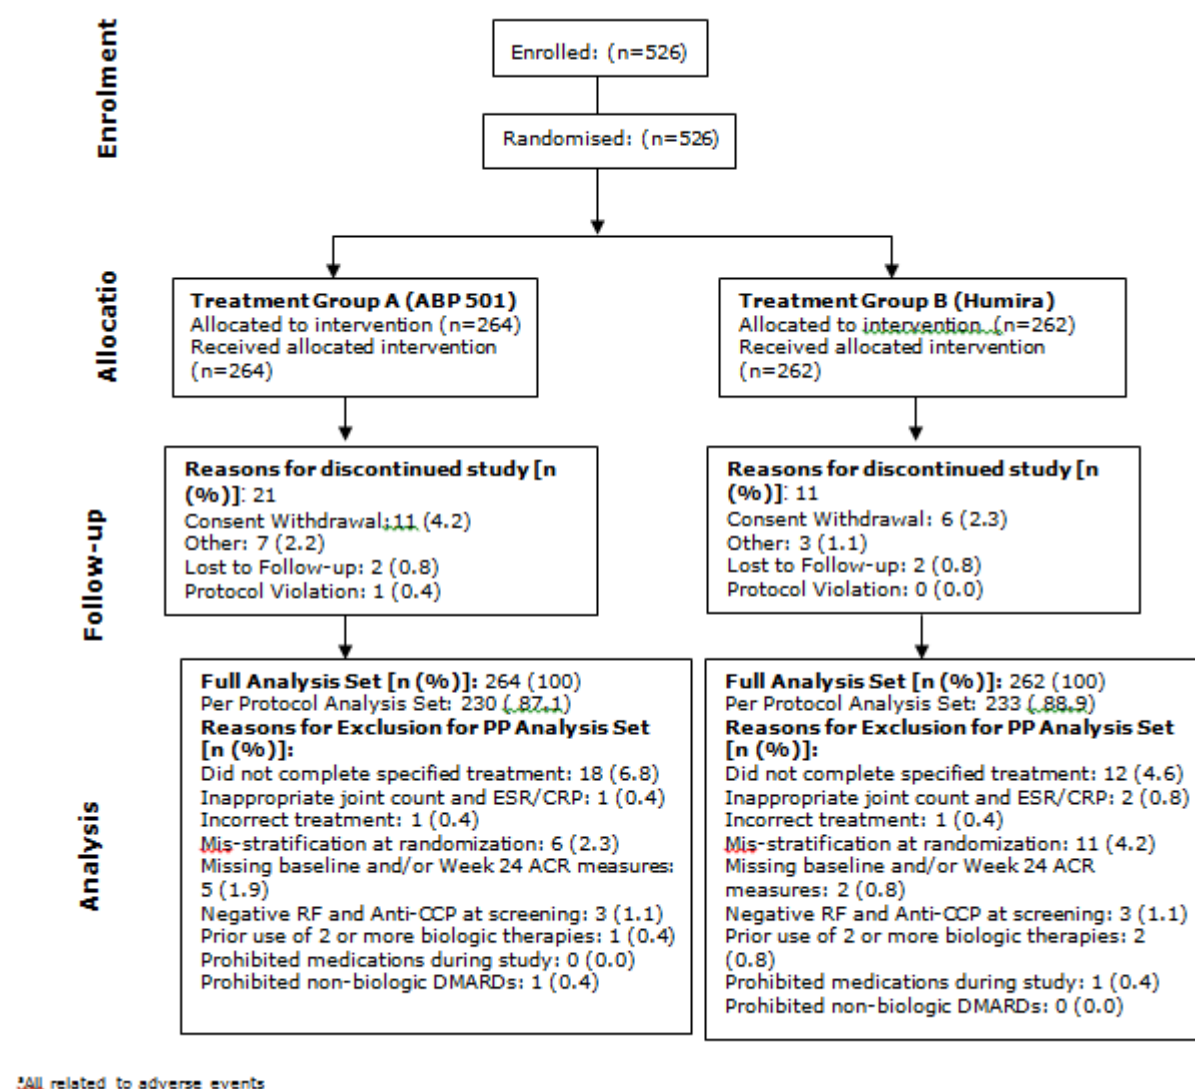 Enrolment
Enrolled: (n=526)
Randomised: (n=526)
Allocatio
Treatment Group A (ABP 501)
Allocated to intervention (n=264)
Received allocated intervention
(n=264)
Treatment Group B (Humira)
Allocated to intervention (n=262)
Received allocated intervention
(n=262)
Follow-up
Reasons for discontinued study [n
(%)]: 21
Consent Withdrawal:11 (4.2)
Other: 7 (2.2)
Lost to Follow-up: 2 (0.8)
Protocol Violation: 1 (0.4)
Reasons for discontinued study [n
(%)]: 11
Consent Withdrawal: 6 (2.3)
Other: 3 (1.1)
Lost to Follow-up: 2 (0.8)
Protocol Violation: 0 (0.0)
Analysis
Full Analysis Set [n (%)]: 264 (100)
Per Protocol Analysis Set: 230 ( 87.1)
Reasons for Exclusion for PP Analysis Set
[n (%)]:
Did not complete specified treatment: 18 (6.8)
Inappropriate joint count and ESR/CRP: 1 (0.4)
Incorrect treatment: 1 (0.4)
Mis-stratification at randomization: 6 (2.3)
Missing baseline and/or Week 24 ACR measures:
5 (1.9)
Negative RF and Anti-CCP at screening: 3 (1.1)
Prior use of 2 or more biologic therapies: 1 (0.4)
Prohibited medications during study: 0 (0.0)
Prohibited non-biologic DMARDs: 1 (0.4)
Full Analysis Set [n (%)]: 262 (100)
Per Protocol Analysis Set: 233 ( 88.9)
Reasons for Exclusion for PP Analysis Set
[n (%)]:
Did not complete specified treatment: 12 (4.6)
Inappropriate joint count and ESR/CRP: 2 (0.8)
Incorrect treatment: 1 (0.4)
Mis-stratification at randomization: 11 (4.2)
Missing baseline and/or Week 24 ACR
measures: 2 (0.8)
Negative RF and Anti-CCP at screening: 3 (1.1)
Prior use of 2 or more biologic therapies: 2
(0.8)
Prohibited medications during study: 1 (0.4)
Prohibited non-biologic DMARDs: 0 (0.0)
*All related to adverse events